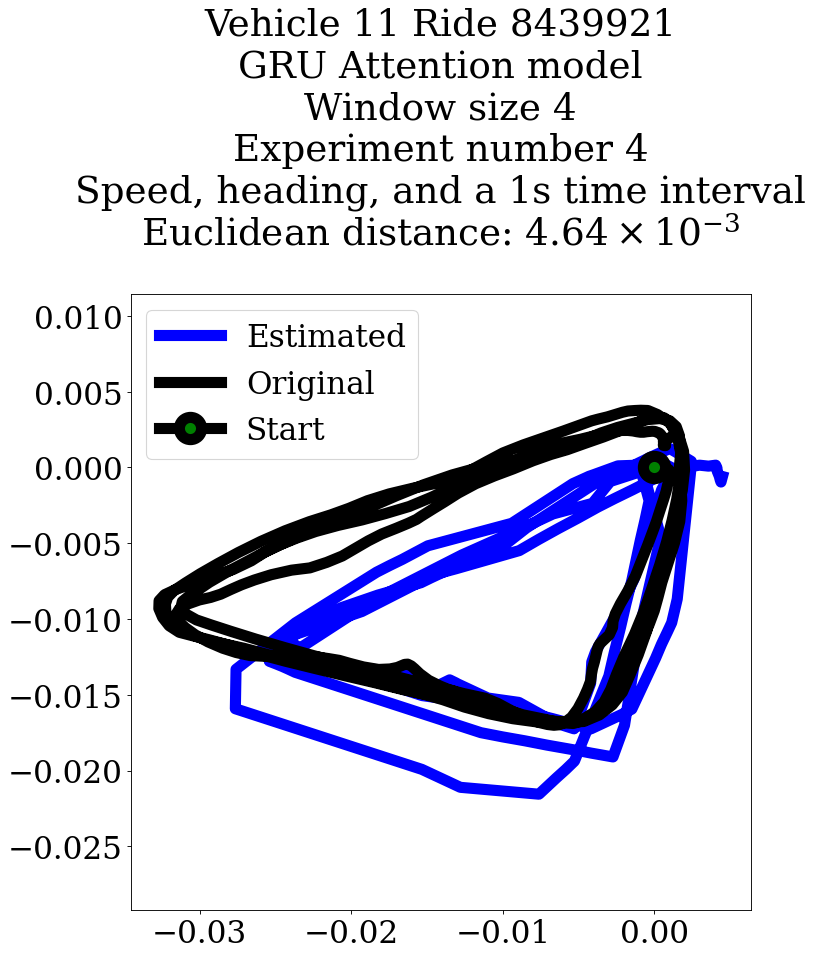 Vehicle 11 Ride 8439921
GRU Attention model
Window size 4
Experiment number 4
Speed, heading, and a 1s time interval
Euclidean distance: 4.64 × 10⁻³
Estimated
Original
Start
0.010
0.005
0.000
−0.005
−0.010
−0.015
−0.020
−0.025
−0.03 −0.02 −0.01 0.00